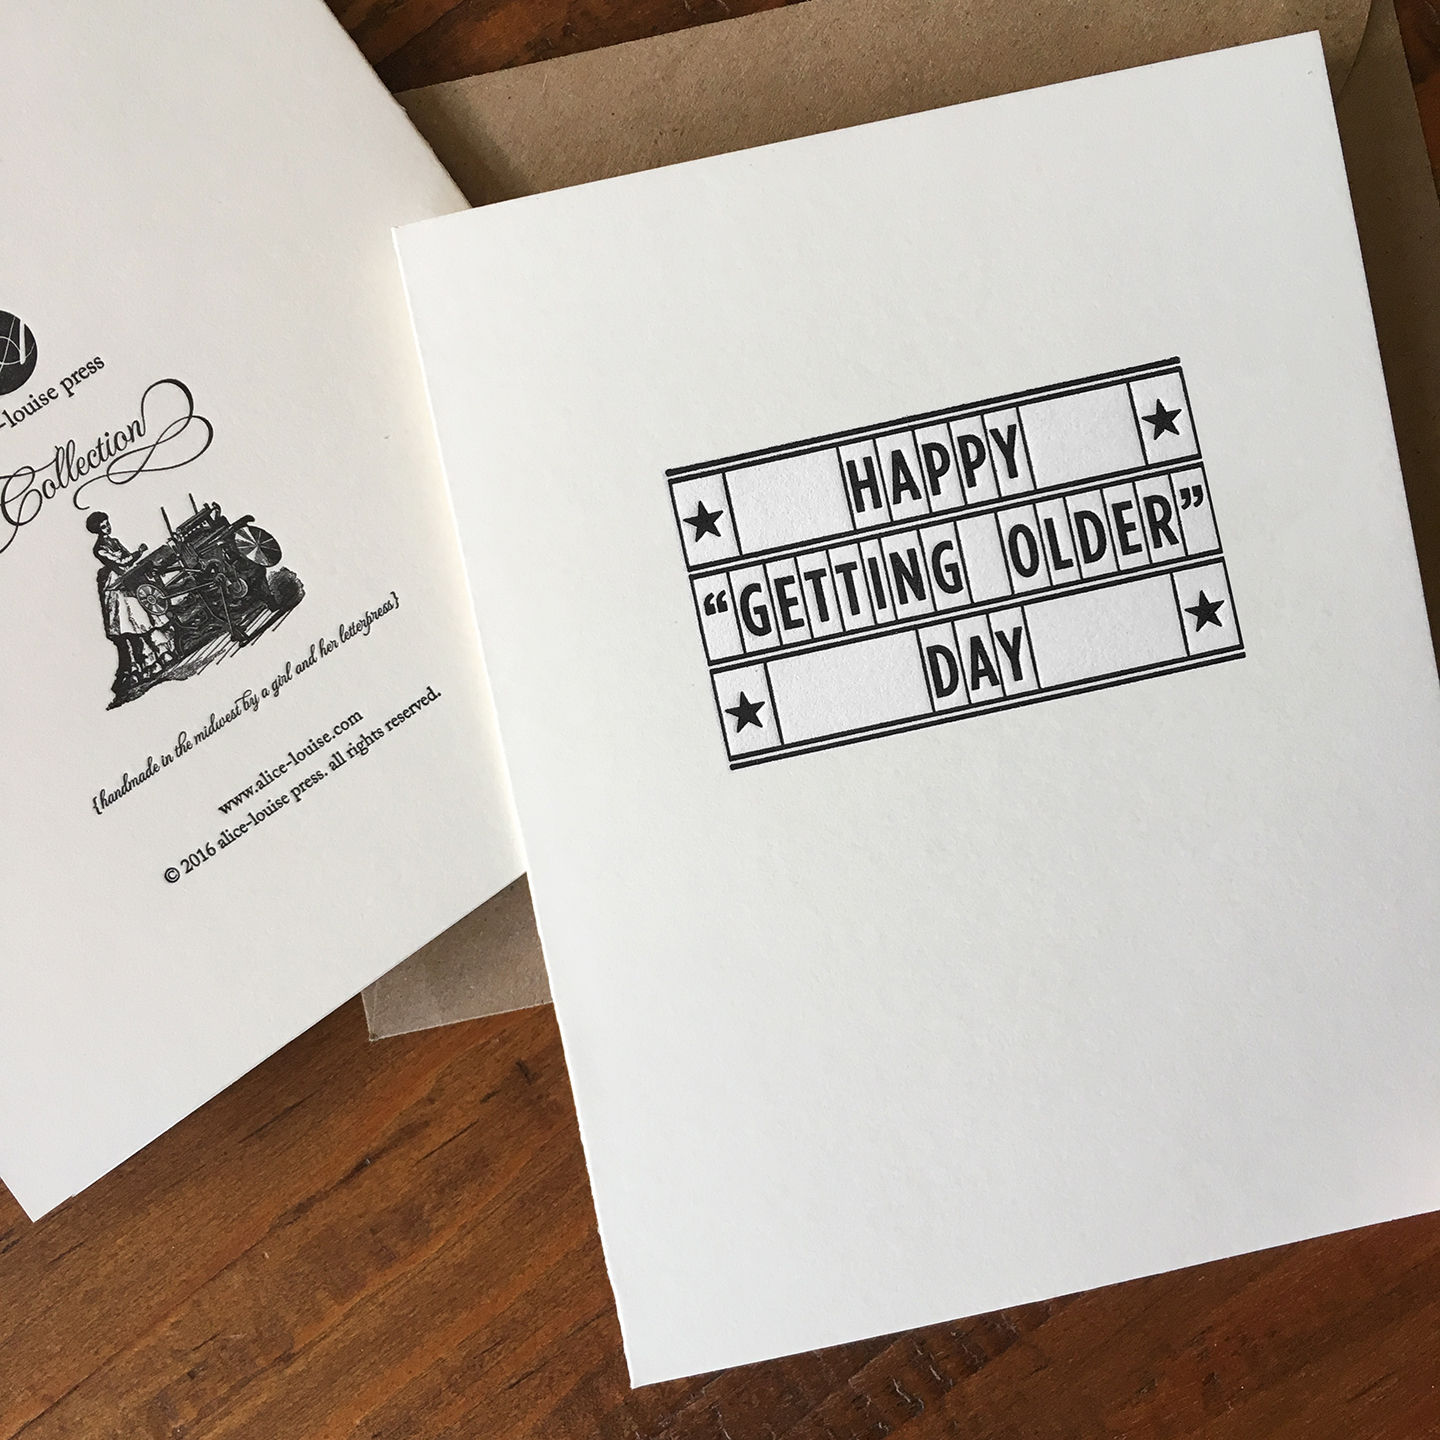 -louise press
Collection
{handmade in the midwest by a girl and her letterpress}
www.alice-louise.com
© 2016 alice-louise press. all rights reserved.
HAPPY
“GETTING OLDER”
DAY